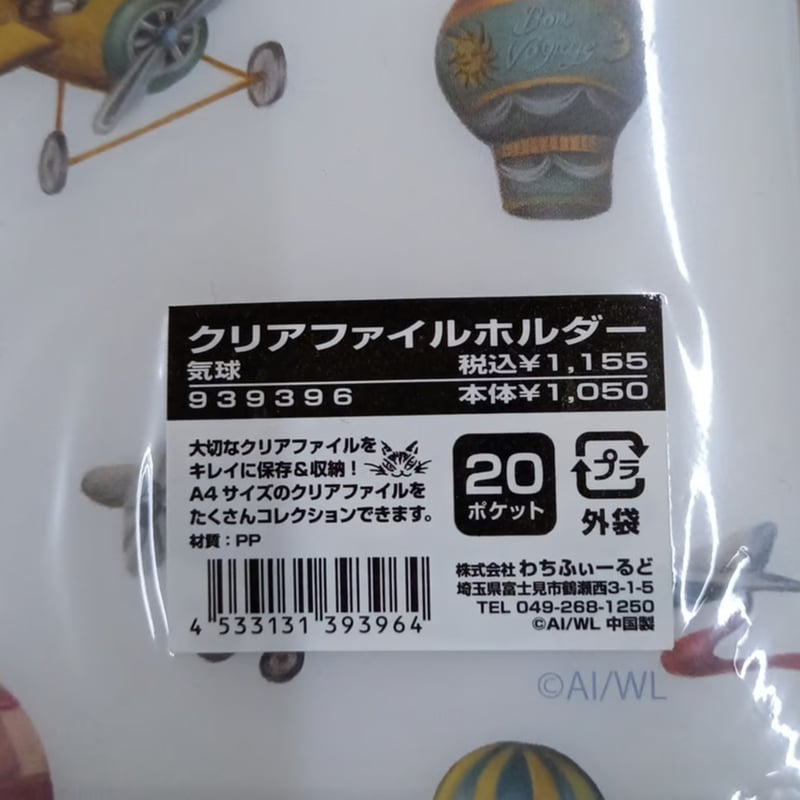 Bon
Voyage
クリアファイルホルダー
気球 税込¥1,155
939396 本体¥1,050
大切なクリアファイルを
キレイに保存&収納！
A4サイズのクリアファイルを
たくさんコレクションできます。
材質：PP
20
ポケット
プラ
外袋
4 533131 393964
株式会社 わちふぃーるど
埼玉県富士見市鶴瀬西3-1-5
TEL 049-268-1250
©AI/WL 中国製
©AI/WL